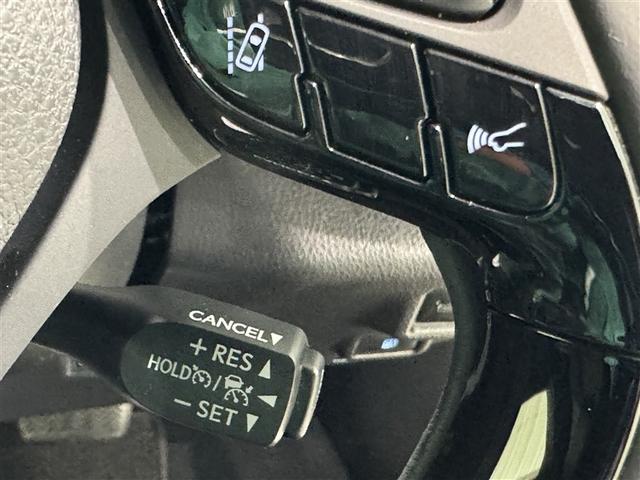 CANCEL▼
+ RES ▲
HOLD /
− SET ▼